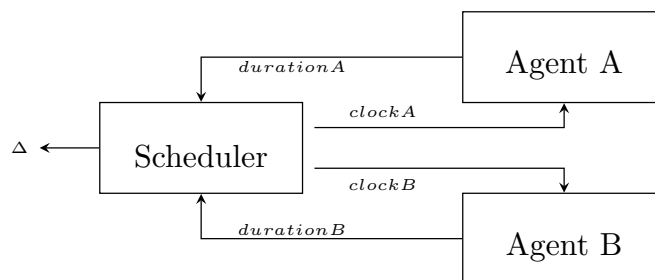 Agent A
durationA
clockA
Δ
Scheduler
clockB
durationB
Agent B